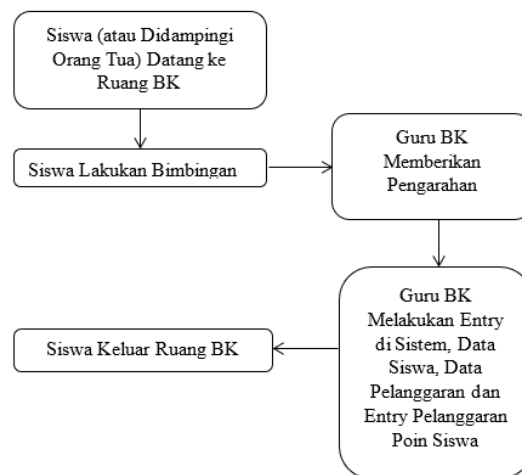 Siswa (atau Didampingi
Orang Tua) Datang ke
Ruang BK
Siswa Lakukan Bimbingan
Guru BK
Memberikan
Pengarahan
Guru BK
Melakukan Entry
di Sistem, Data
Siswa, Data
Pelanggaran dan
Entry Pelanggaran
Poin Siswa
Siswa Keluar Ruang BK